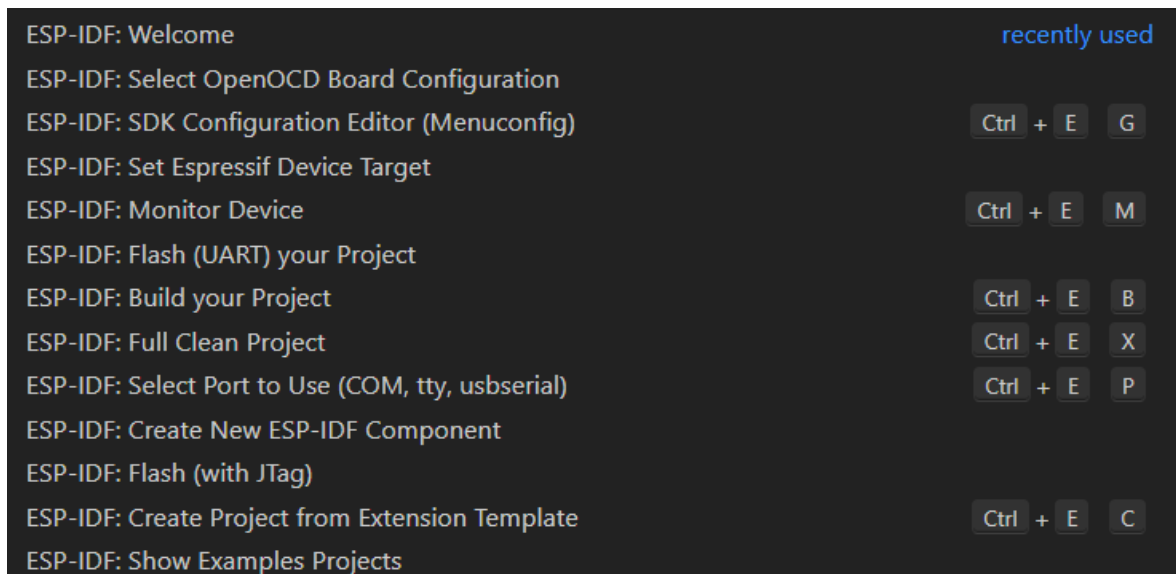 ESP-IDF: Welcome recently used
ESP-IDF: Select OpenOCD Board Configuration
ESP-IDF: SDK Configuration Editor (Menuconfig) Ctrl + E G
ESP-IDF: Set Espressif Device Target
ESP-IDF: Monitor Device Ctrl + E M
ESP-IDF: Flash (UART) your Project
ESP-IDF: Build your Project Ctrl + E B
ESP-IDF: Full Clean Project Ctrl + E X
ESP-IDF: Select Port to Use (COM, tty, usbserial) Ctrl + E P
ESP-IDF: Create New ESP-IDF Component
ESP-IDF: Flash (with JTag)
ESP-IDF: Create Project from Extension Template Ctrl + E C
ESP-IDF: Show Examples Projects